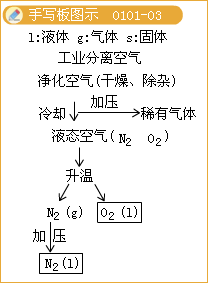 手写板图示 0101-03
l:液体 g:气体 s:固体
工业分离空气
净化空气(干燥、除杂)
冷却 加压 稀有气体
液态空气(N₂ O₂)
升温
N₂(g) O₂(l)
加压
N₂(l)